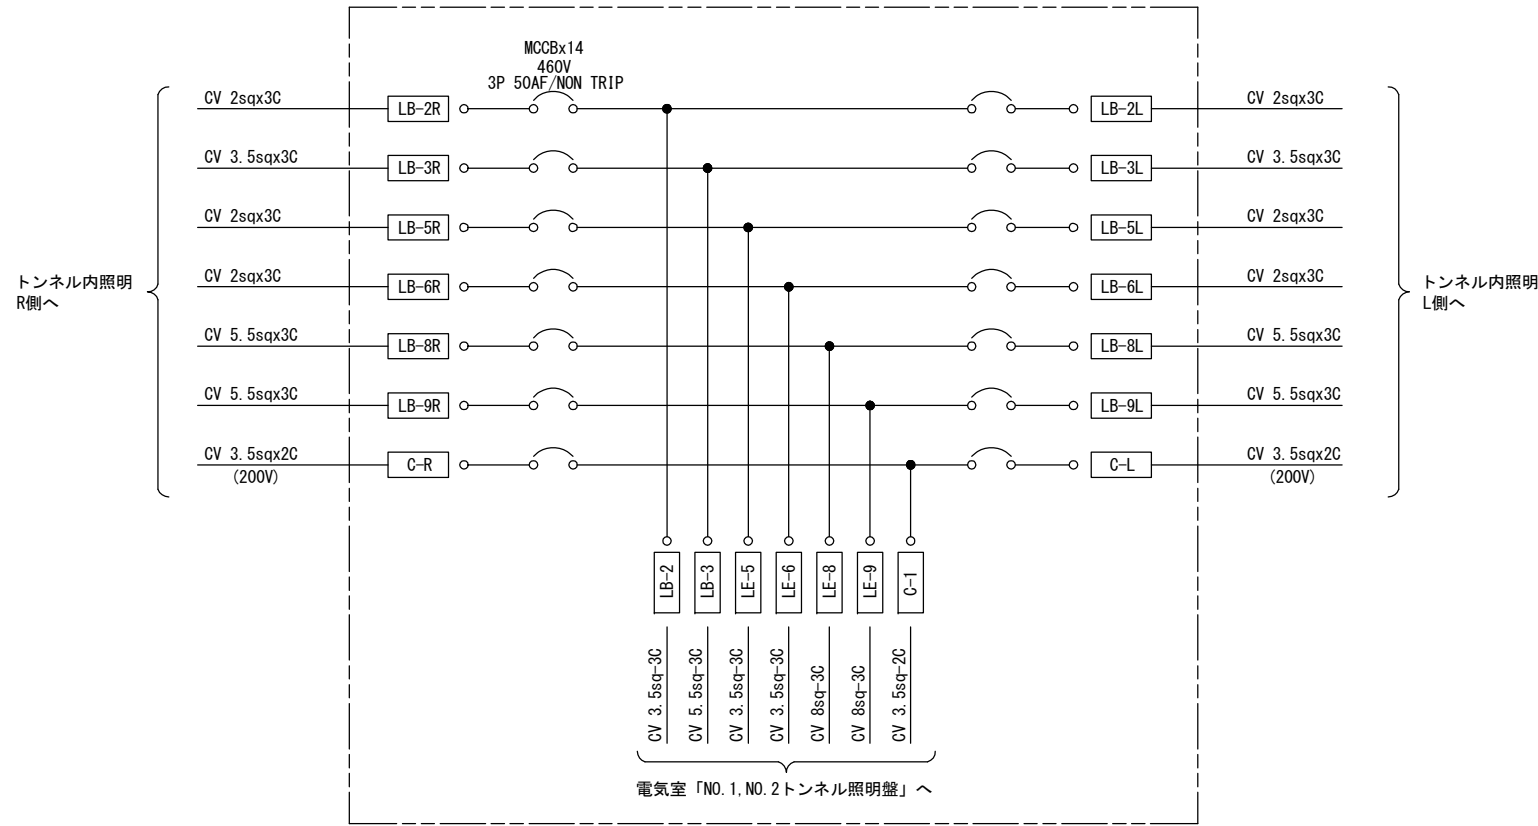 MCCBx14
460V
3P 50AF/NON TRIP
CV 2sqx3C
LB-2R
LB-2L
CV 2sqx3C
CV 3.5sqx3C
LB-3R
LB-3L
CV 3.5sqx3C
CV 2sqx3C
LB-5R
LB-5L
CV 2sqx3C
CV 2sqx3C
LB-6R
LB-6L
CV 2sqx3C
トンネル内照明
R側へ
トンネル内照明
L側へ
CV 5.5sqx3C
LB-8R
LB-8L
CV 5.5sqx3C
CV 5.5sqx3C
LB-9R
LB-9L
CV 5.5sqx3C
CV 3.5sqx2C
(200V)
C-R
C-L
CV 3.5sqx2C
(200V)
LB-2
LB-3
LE-5
LE-6
LE-8
LE-9
C-1
CV 3.5sq-3C
CV 5.5sq-3C
CV 3.5sq-3C
CV 3.5sq-3C
CV 8sq-3C
CV 8sq-3C
CV 3.5sq-2C
電気室「NO.1,NO.2トンネル照明盤」へ